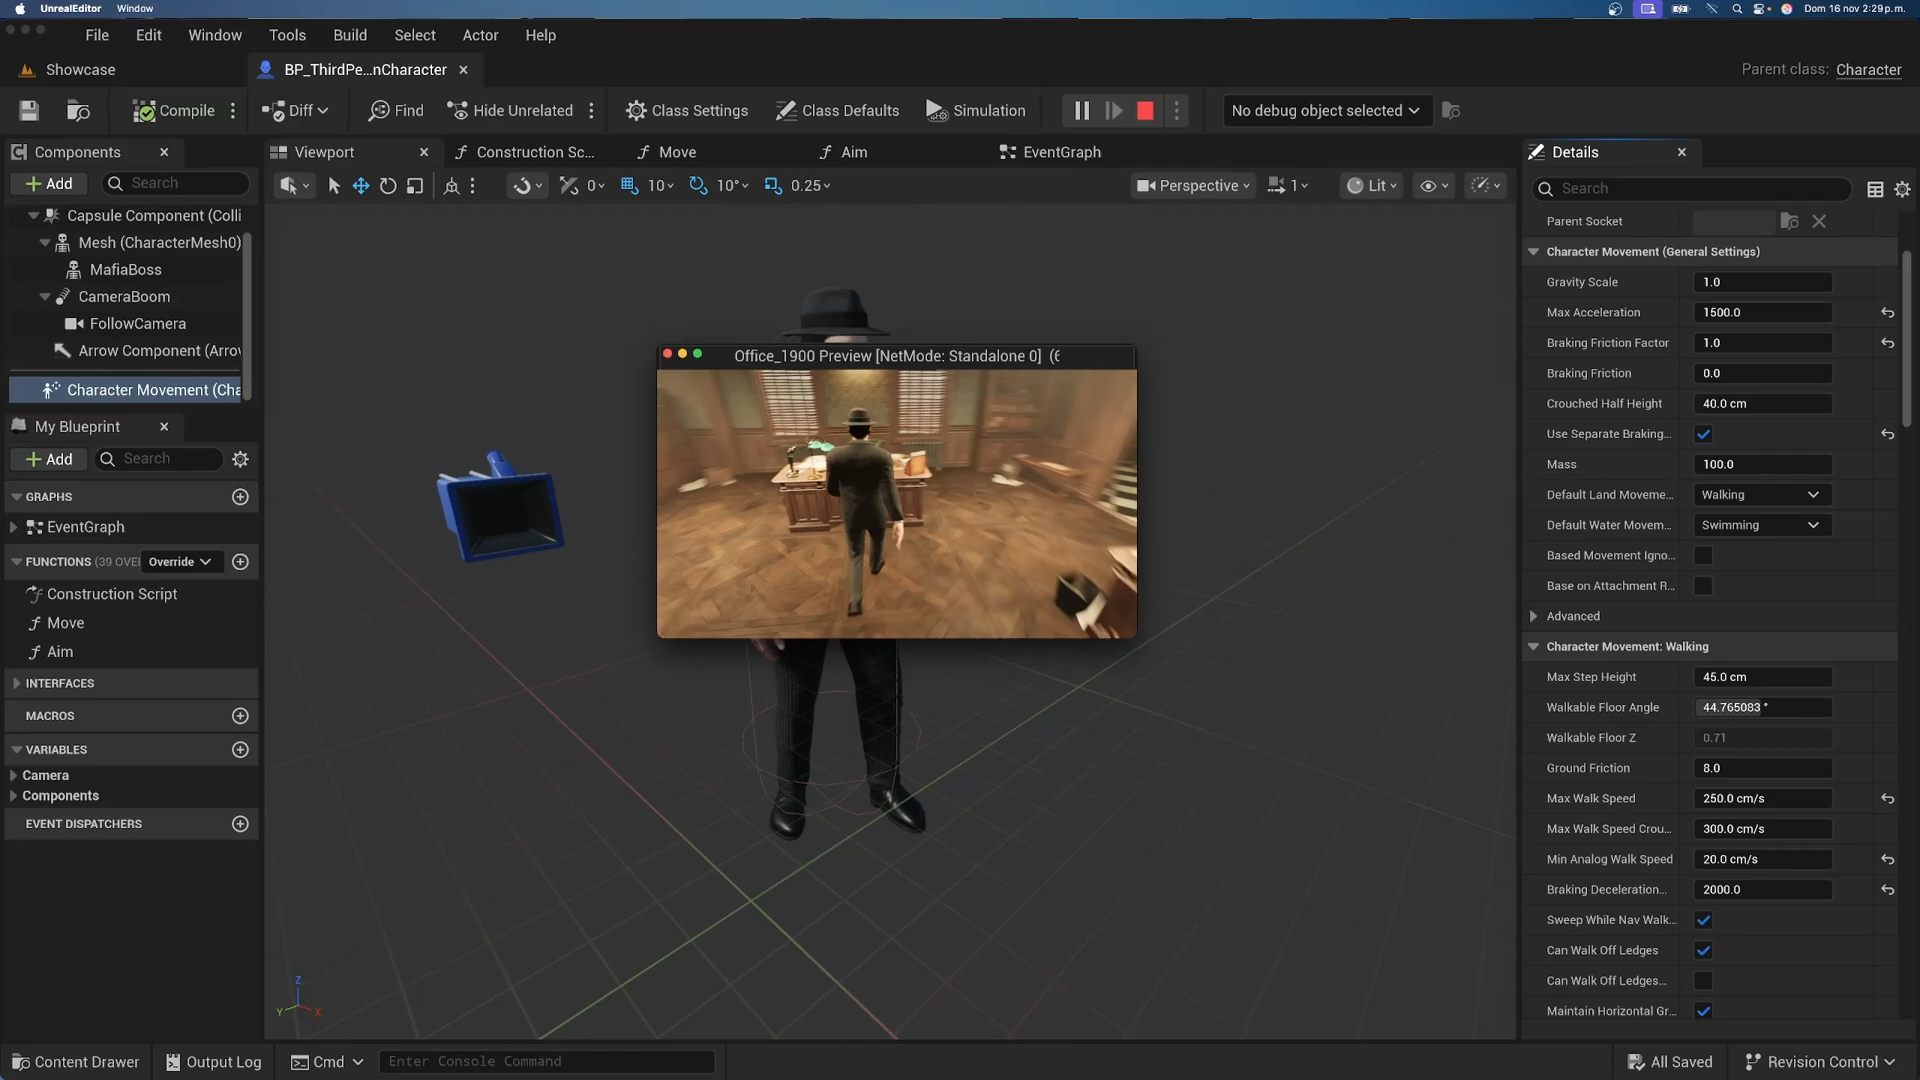 UnrealEditor Window
Dom 16 nov 2:29 p.m.
File Edit Window Tools Build Select Actor Help
Showcase
BP_ThirdPe...nCharacter
Parent class: Character
Compile
Diff
Find
Hide Unrelated
Class Settings
Class Defaults
Simulation
No debug object selected
Components
Viewport
Construction Sc...
Move
Aim
EventGraph
Details
Add
Search
0
10
10°
0.25
Perspective
1
Lit
Search
Capsule Component (Colli
Mesh (CharacterMesh0)
MafiaBoss
CameraBoom
FollowCamera
Arrow Component (Arrov
Character Movement (Cha
My Blueprint
Add
Search
GRAPHS
EventGraph
FUNCTIONS (39 OVEI Override
Construction Script
Move
Aim
INTERFACES
MACROS
VARIABLES
Camera
Components
EVENT DISPATCHERS
Office_1900 Preview [NetMode: Standalone 0] (6
Z
Y
X
Parent Socket
Character Movement (General Settings)
Gravity Scale 1.0
Max Acceleration 1500.0
Braking Friction Factor 1.0
Braking Friction 0.0
Crouched Half Height 40.0 cm
Use Separate Braking...
Mass 100.0
Default Land Moveme... Walking
Default Water Movem... Swimming
Based Movement Igno...
Base on Attachment R...
Advanced
Character Movement: Walking
Max Step Height 45.0 cm
Walkable Floor Angle 44.765083 °
Walkable Floor Z 0.71
Ground Friction 8.0
Max Walk Speed 250.0 cm/s
Max Walk Speed Crou... 300.0 cm/s
Min Analog Walk Speed 20.0 cm/s
Braking Deceleration... 2000.0
Sweep While Nav Walk...
Can Walk Off Ledges
Can Walk Off Ledges...
Maintain Horizontal Gr...
Content Drawer
Output Log
Cmd
Enter Console Command
All Saved
Revision Control